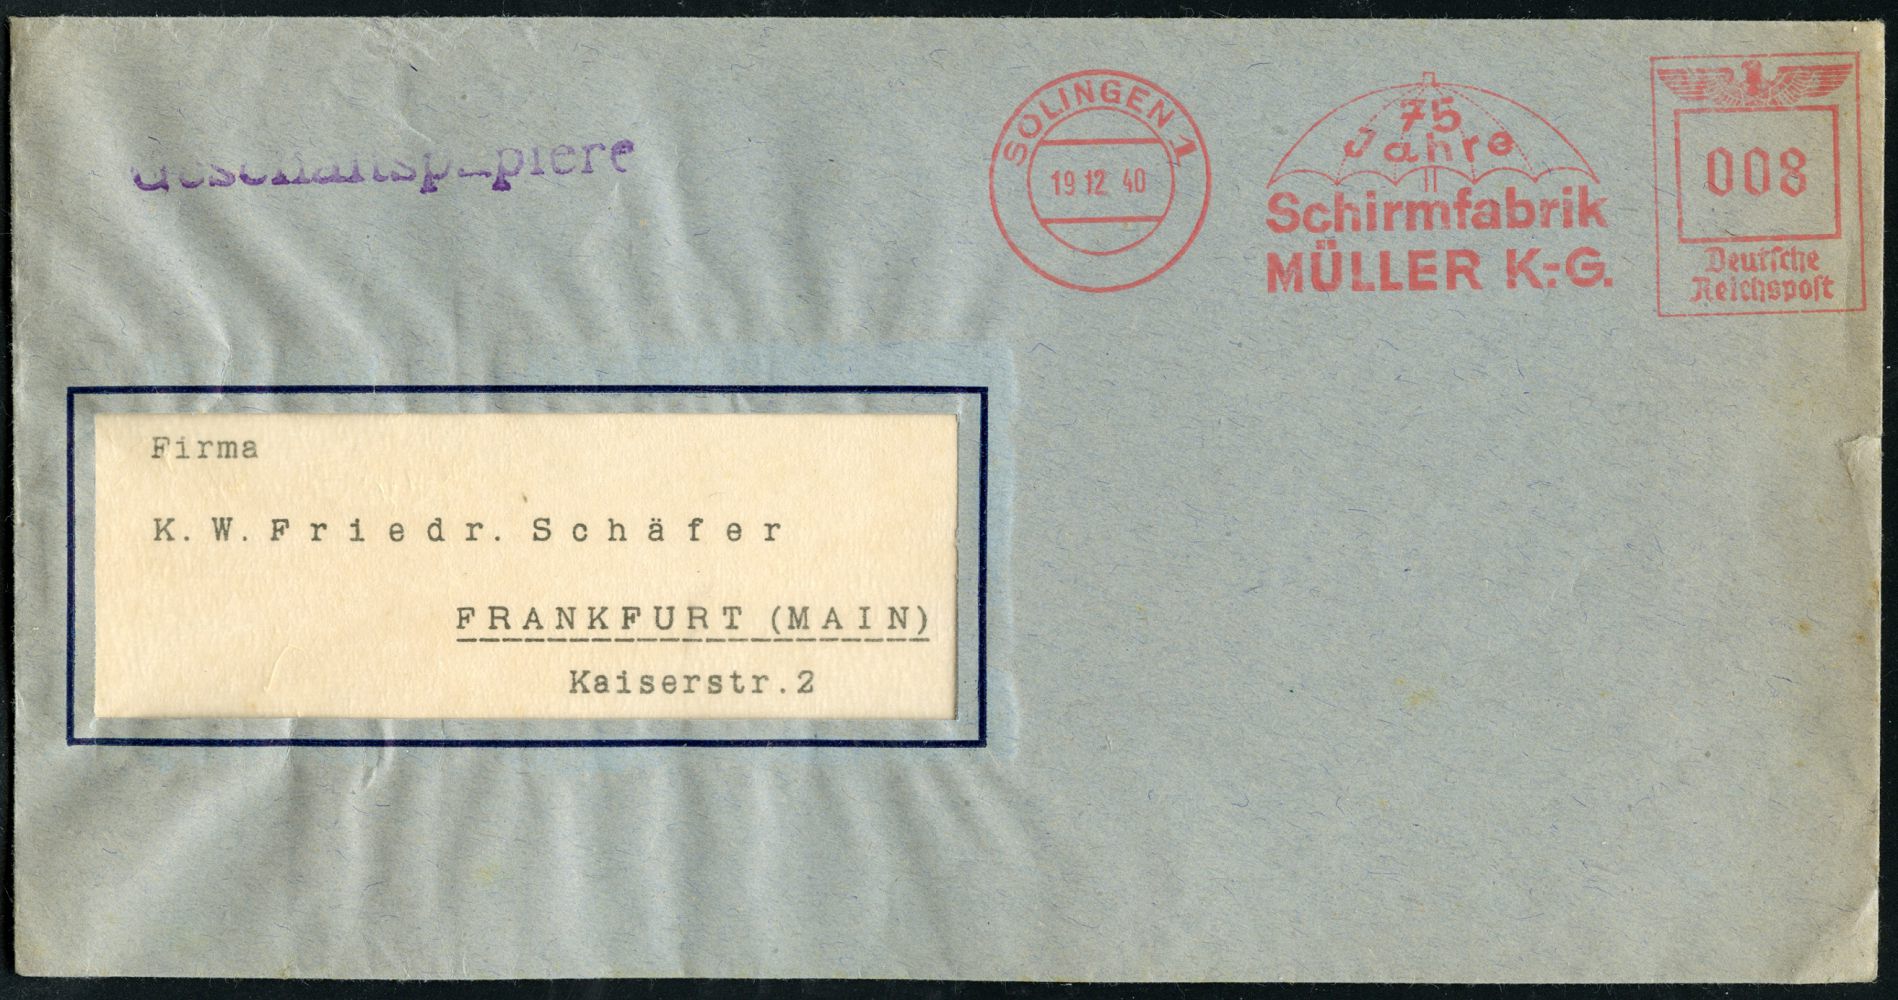 Geschäftspapiere
SOLINGEN 1
19 12 40
75
Jahre
Schirmfabrik
MÜLLER K.-G.
008
Deutsche
Reichspost
Firma
K. W. Friedr. Schäfer
FRANKFURT (MAIN)
Kaiserstr. 2